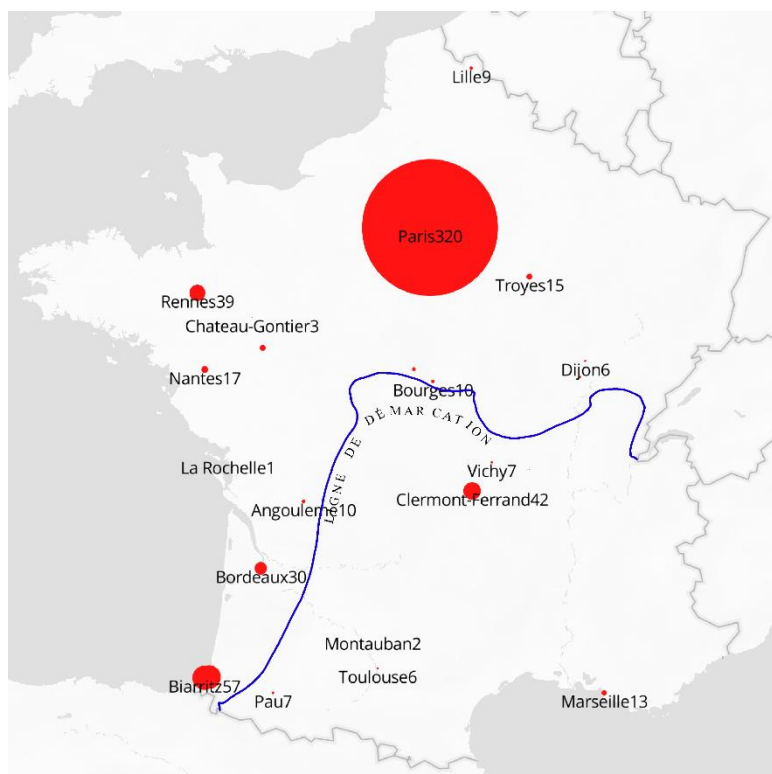 Lille9
Paris320
Troyes15
Rennes39
Chateau-Gontier3
Nantes17
Dijon6
Bourges10
LIGNE DE DÉMARCATION
La Rochelle1
Vichy7
Clermont-Ferrand42
Angouleme10
Bordeaux30
Montauban2
Toulouse6
Biarritz57
Pau7
Marseille13